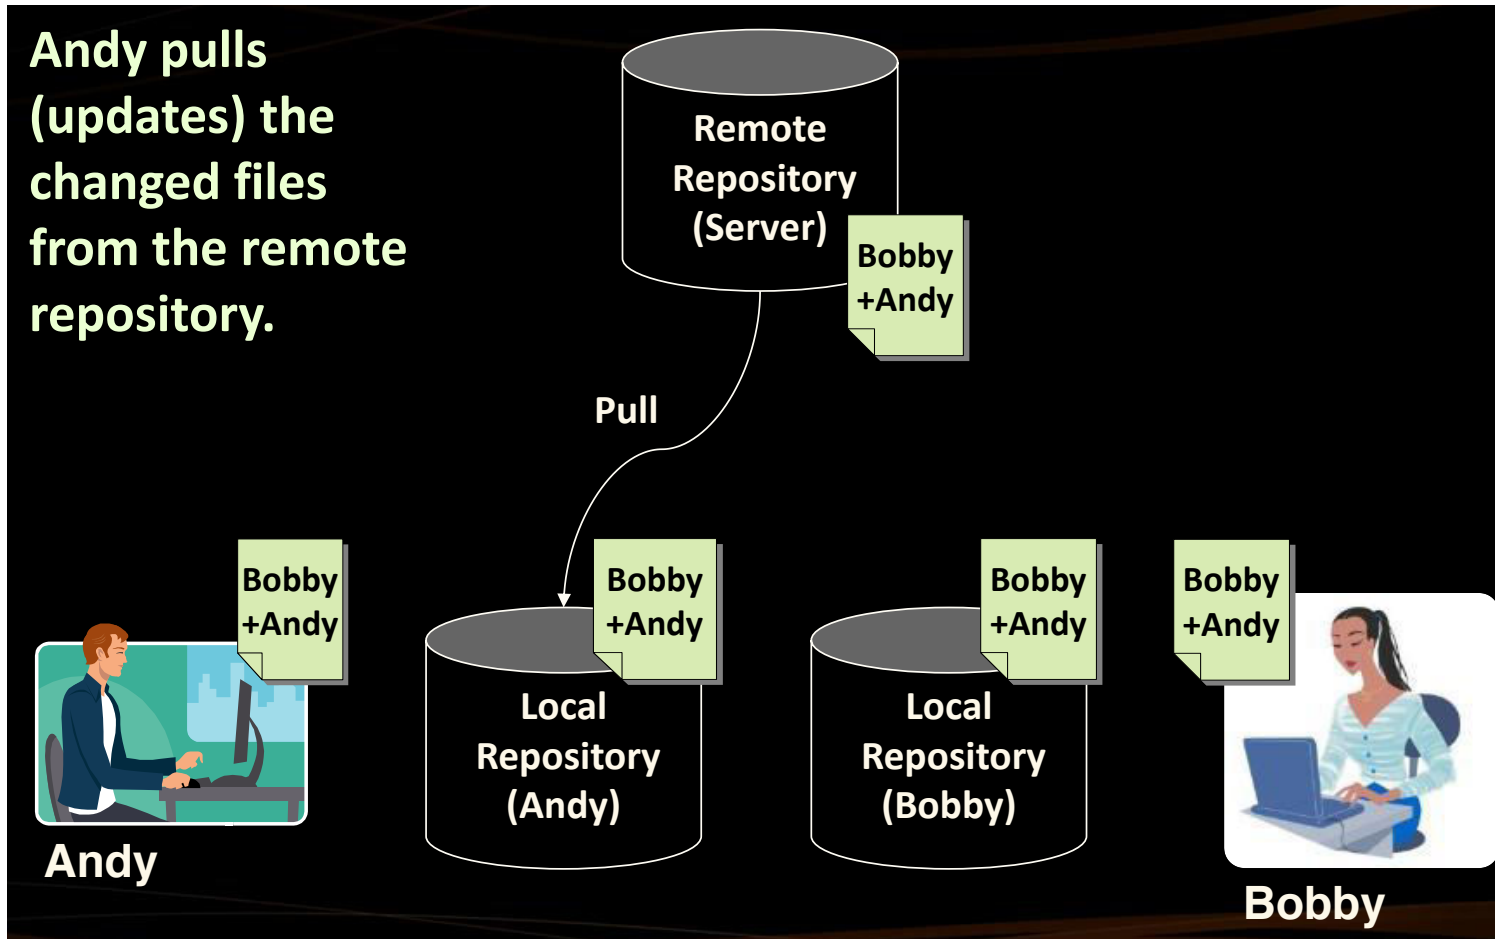 Andy pulls
(updates) the
changed files
from the remote
repository.
Remote
Repository
(Server)
Bobby
+Andy
Pull
Bobby
+Andy
Bobby
+Andy
Bobby
+Andy
Bobby
+Andy
Local
Repository
(Andy)
Local
Repository
(Bobby)
Andy
Bobby